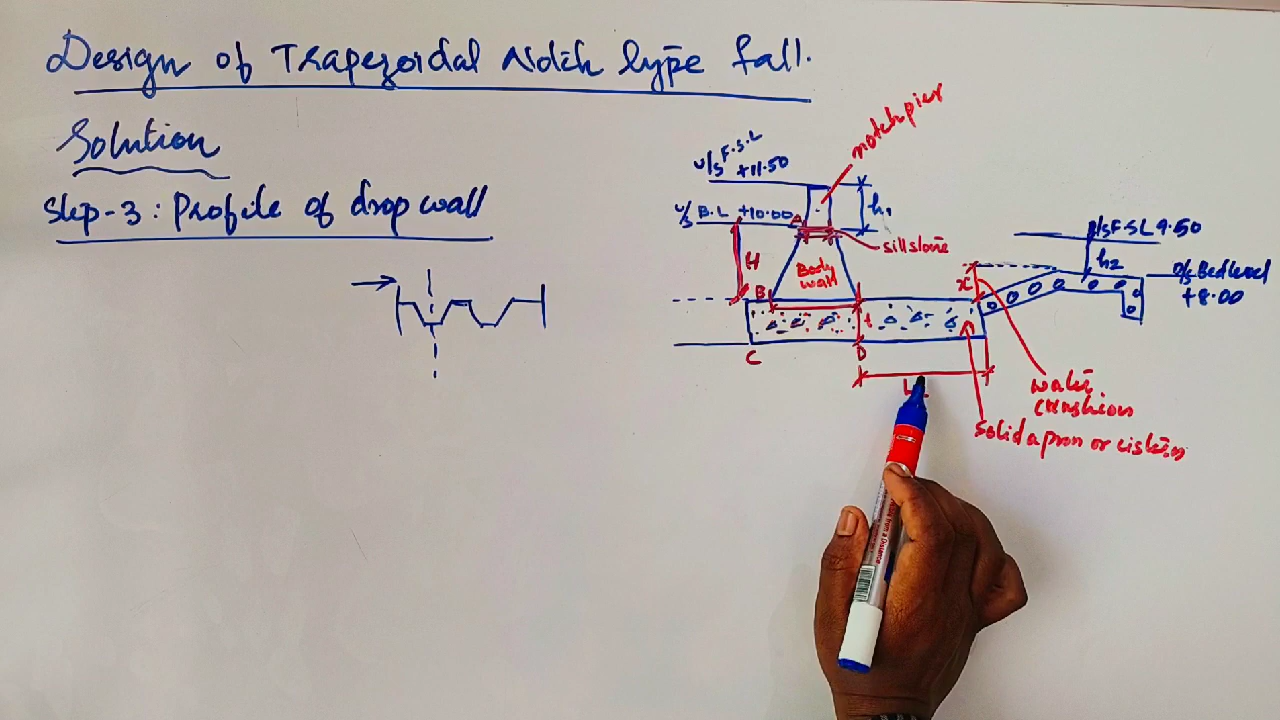 Design of Trapezoidal Notch type fall.
Solution
Step-3: Profile of drop wall
notch pier
u/s F.S.L
+11.50
u/s B.L +10.00
A
h1
sill stone
H
Body
wall
B
t
C
D
x
D/S F.S.L 9.50
h2
D/s Bed level
+8.00
water
cushion
solid apron or cistern